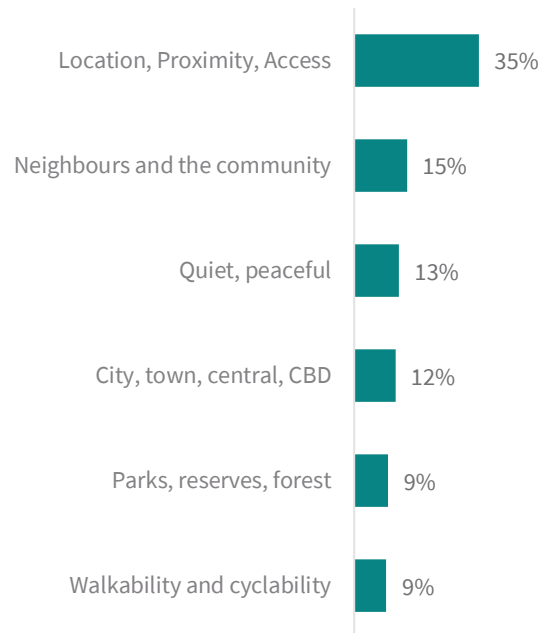 Location, Proximity, Access 35%
Neighbours and the community 15%
Quiet, peaceful 13%
City, town, central, CBD 12%
Parks, reserves, forest 9%
Walkability and cyclability 9%